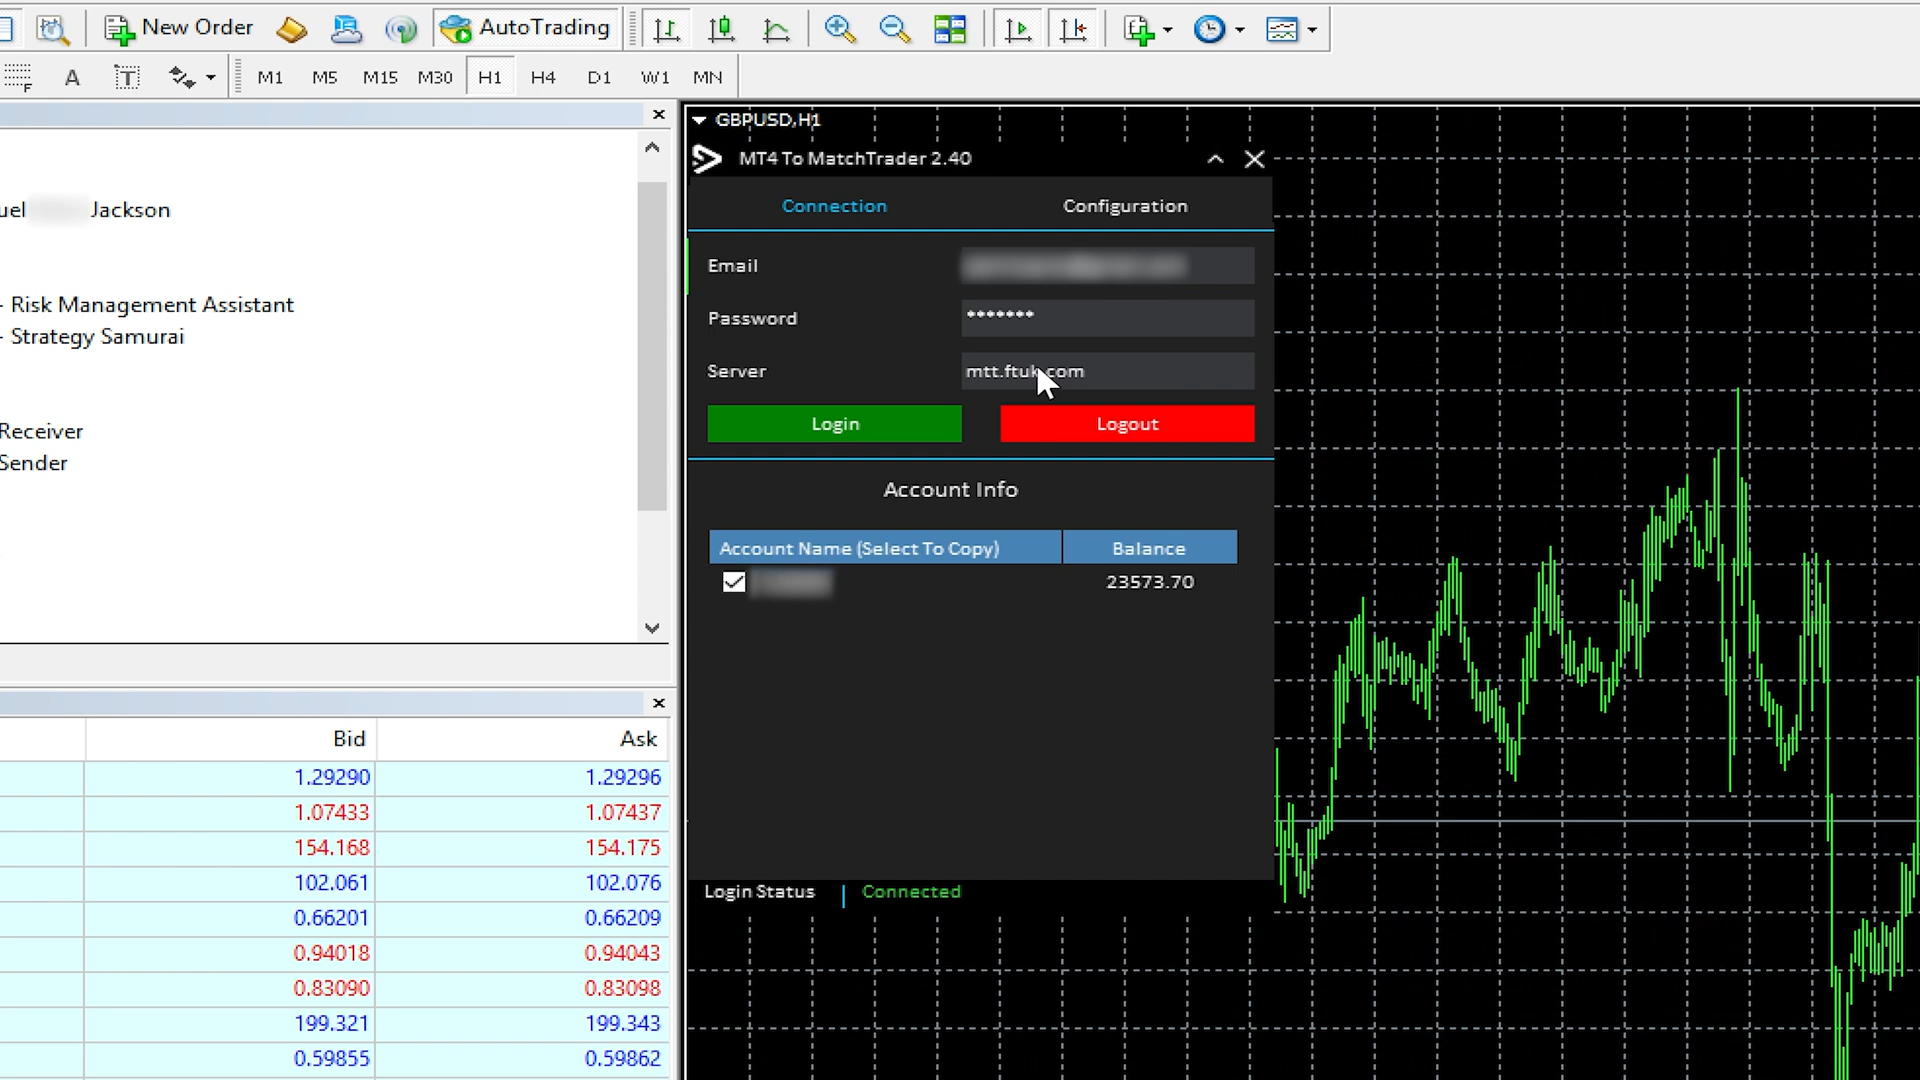 New Order
AutoTrading
A
T
M1 M5 M15 M30 H1 H4 D1 W1 MN
uel Jackson
- Risk Management Assistant
- Strategy Samurai
Receiver
Sender
Bid Ask
1.29290 1.29296
1.07433 1.07437
154.168 154.175
102.061 102.076
0.66201 0.66209
0.94018 0.94043
0.83090 0.83098
199.321 199.343
0.59855 0.59862
GBPUSD,H1
MT4 To MatchTrader 2.40
Connection Configuration
Email
Password *******
Server mtt.ftuk.com
Login Logout
Account Info
Account Name (Select To Copy) Balance
23573.70
Login Status | Connected